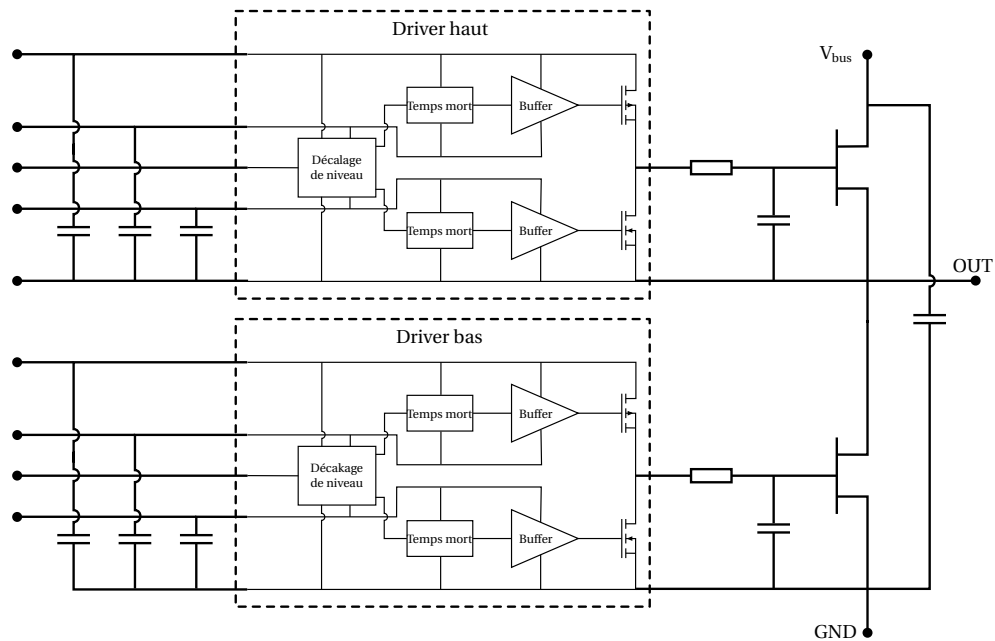 Driver haut
V_bus
Temps mort
Buffer
Décalage
de niveau
Temps mort
Buffer
OUT
Driver bas
Temps mort
Buffer
Décakage
de niveau
Temps mort
Buffer
GND